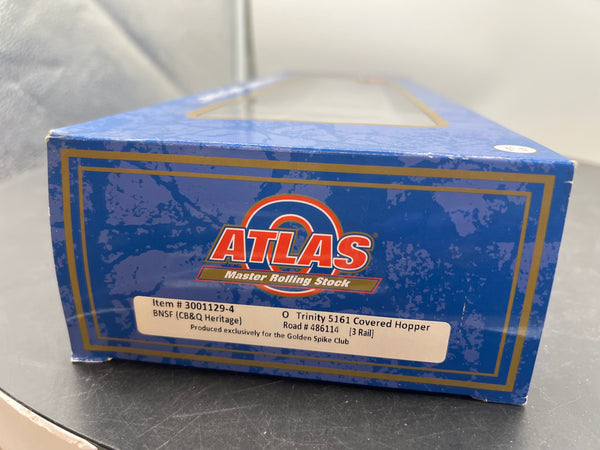 ATLAS
Master Rolling Stock
Item # 3001129-4 O Trinity 5161 Covered Hopper
BNSF (CB&Q Heritage) Road # 486114 [3 Rail]
Produced exclusively for the Golden Spike Club